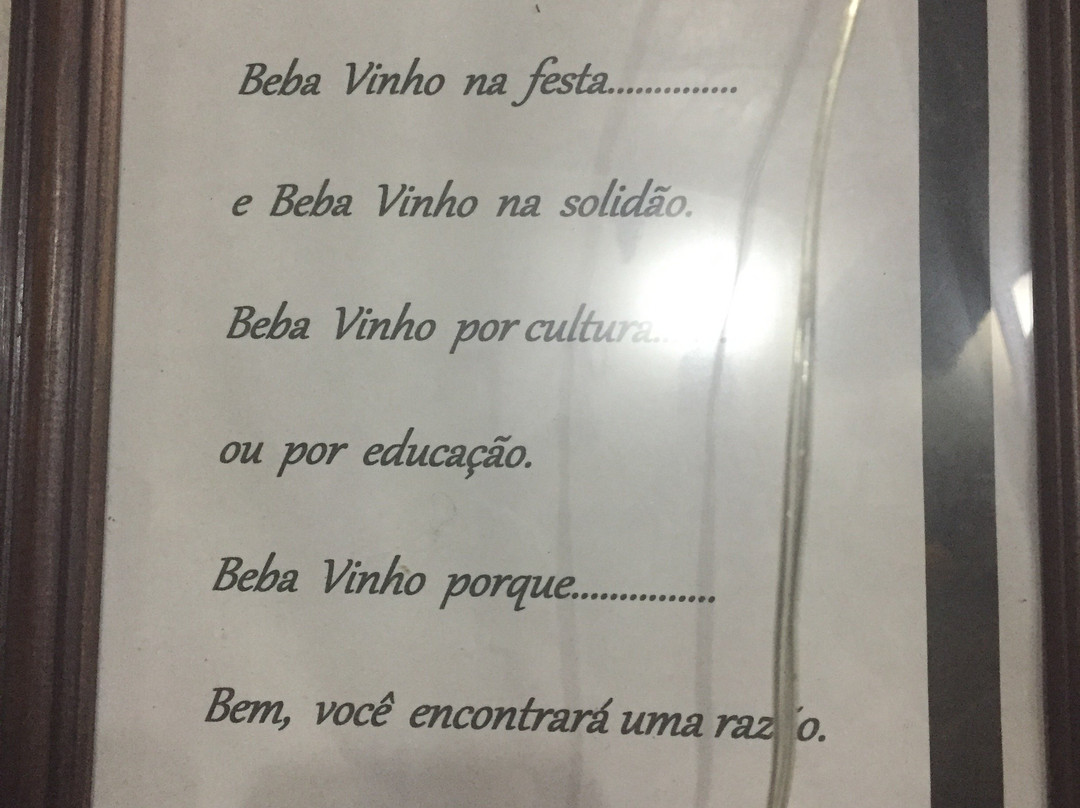 Beba Vinho na festa..............
e Beba Vinho na solidão.
Beba Vinho por cultura........
ou por educação.
Beba Vinho porque...............
Bem, você encontrará uma razão.